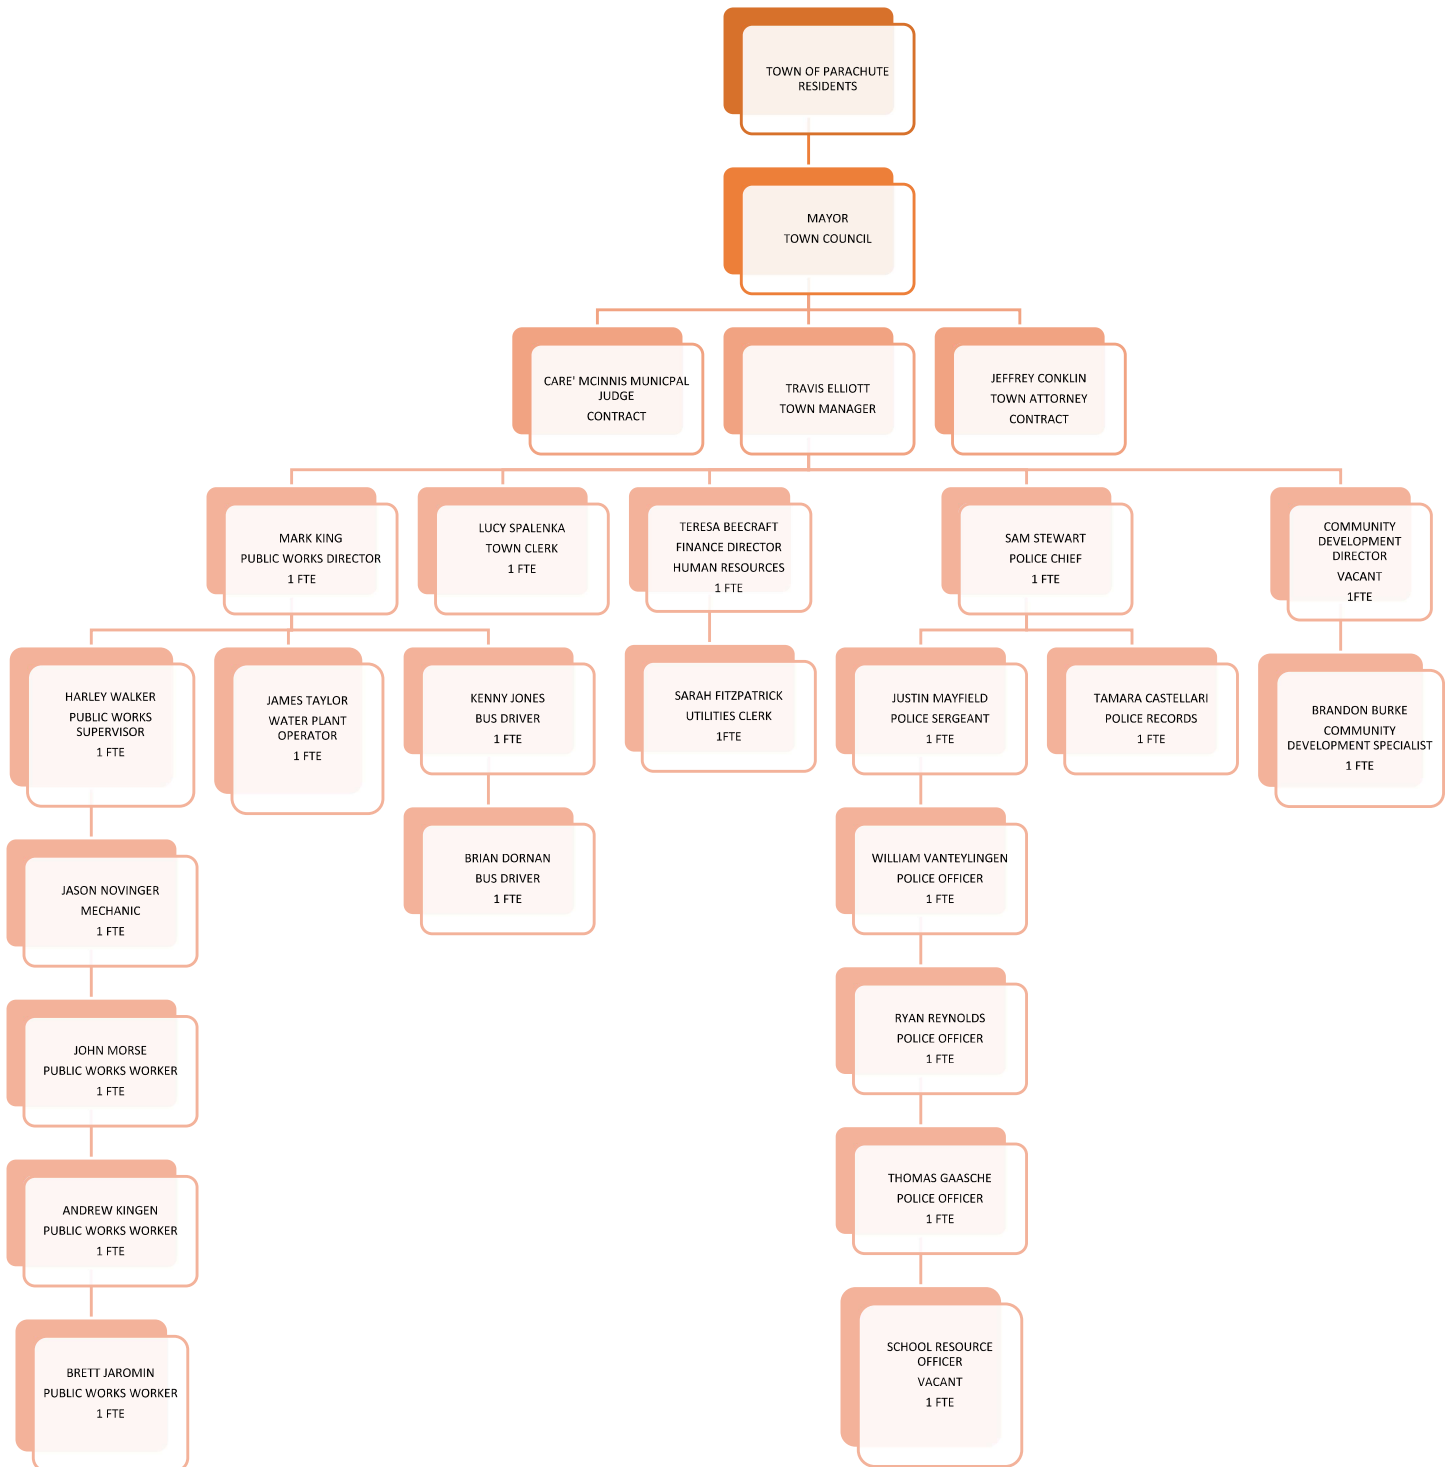 TOWN OF PARACHUTE
RESIDENTS
MAYOR
TOWN COUNCIL
CARE' MCINNIS MUNICPAL
JUDGE
CONTRACT
TRAVIS ELLIOTT
TOWN MANAGER
JEFFREY CONKLIN
TOWN ATTORNEY
CONTRACT
MARK KING
PUBLIC WORKS DIRECTOR
1 FTE
LUCY SPALENKA
TOWN CLERK
1 FTE
TERESA BEECRAFT
FINANCE DIRECTOR
HUMAN RESOURCES
1 FTE
SAM STEWART
POLICE CHIEF
1 FTE
COMMUNITY
DEVELOPMENT
DIRECTOR
VACANT
1FTE
HARLEY WALKER
PUBLIC WORKS
SUPERVISOR
1 FTE
JAMES TAYLOR
WATER PLANT
OPERATOR
1 FTE
KENNY JONES
BUS DRIVER
1 FTE
SARAH FITZPATRICK
UTILITIES CLERK
1FTE
JUSTIN MAYFIELD
POLICE SERGEANT
1 FTE
TAMARA CASTELLARI
POLICE RECORDS
1 FTE
BRANDON BURKE
COMMUNITY
DEVELOPMENT SPECIALIST
1 FTE
JASON NOVINGER
MECHANIC
1 FTE
BRIAN DORNAN
BUS DRIVER
1 FTE
WILLIAM VANTEYLINGEN
POLICE OFFICER
1 FTE
JOHN MORSE
PUBLIC WORKS WORKER
1 FTE
RYAN REYNOLDS
POLICE OFFICER
1 FTE
ANDREW KINGEN
PUBLIC WORKS WORKER
1 FTE
THOMAS GAASCHE
POLICE OFFICER
1 FTE
BRETT JAROMIN
PUBLIC WORKS WORKER
1 FTE
SCHOOL RESOURCE
OFFICER
VACANT
1 FTE